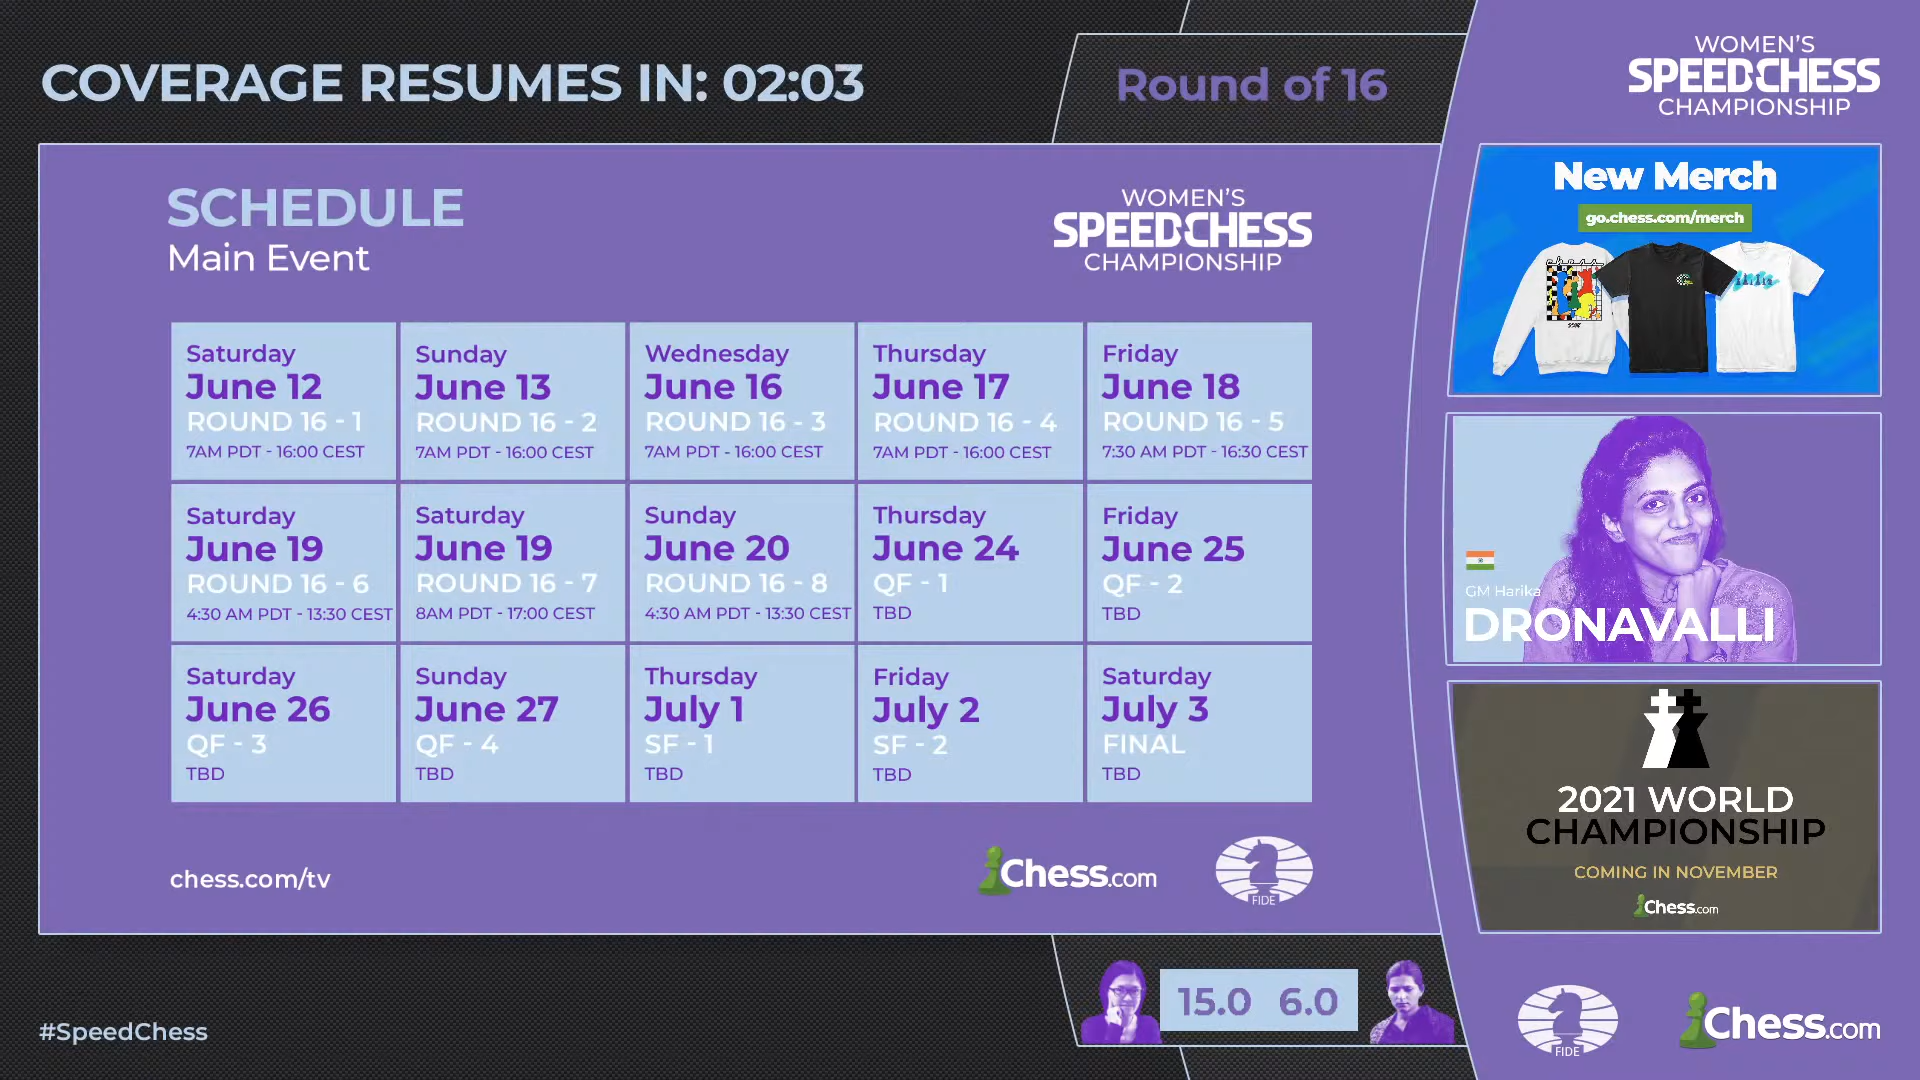 COVERAGE RESUMES IN: 02:03
Round of 16
WOMEN'S
SPEEDCHESS
CHAMPIONSHIP
SCHEDULE
Main Event
WOMEN'S
SPEEDCHESS
CHAMPIONSHIP
Saturday
June 12
ROUND 16 - 1
7AM PDT - 16:00 CEST
Sunday
June 13
ROUND 16 - 2
7AM PDT - 16:00 CEST
Wednesday
June 16
ROUND 16 - 3
7AM PDT - 16:00 CEST
Thursday
June 17
ROUND 16 - 4
7AM PDT - 16:00 CEST
Friday
June 18
ROUND 16 - 5
7:30 AM PDT - 16:30 CEST
Saturday
June 19
ROUND 16 - 6
4:30 AM PDT - 13:30 CEST
Saturday
June 19
ROUND 16 - 7
8AM PDT - 17:00 CEST
Sunday
June 20
ROUND 16 - 8
4:30 AM PDT - 13:30 CEST
Thursday
June 24
QF - 1
TBD
Friday
June 25
QF - 2
TBD
Saturday
June 26
QF - 3
TBD
Sunday
June 27
QF - 4
TBD
Thursday
July 1
SF - 1
TBD
Friday
July 2
SF - 2
TBD
Saturday
July 3
FINAL
TBD
chess.com/tv
Chess.com
FIDE
New Merch
go.chess.com/merch
chess
GM Harika
DRONAVALLI
2021 WORLD
CHAMPIONSHIP
COMING IN NOVEMBER
Chess.com
#SpeedChess
15.0 6.0
FIDE
Chess.com